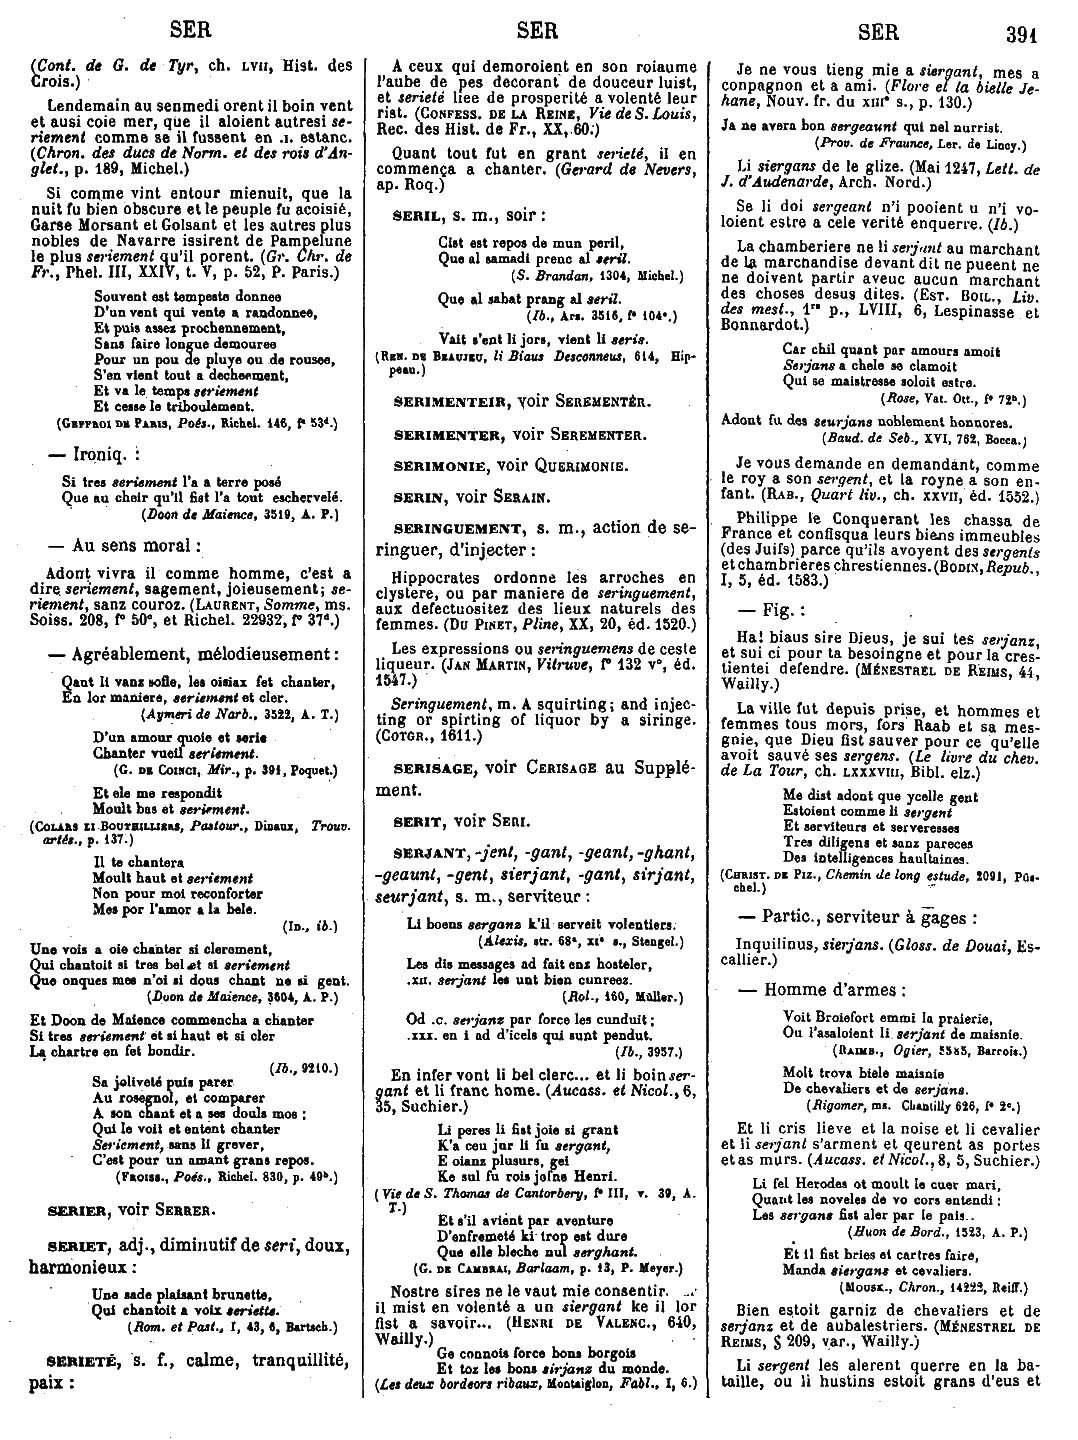 SER
SER
SER
391
(Cont. de G. de Tyr, ch. LVII, Hist. des
Crois.)
Lendemain au senmedi orent il boin vent
et ausi coie mer, que il aloient autresi se-
riement comme se il fussent en .I. estanc.
(Chron. des ducs de Norm. et des rois d'An-
glet., p. 189, Michel.)
Si comme vint entour mienuit, que la
nuit fu bien obscure et le peuple fu acoisié,
Garse Morsant et Golsant et les autres plus
nobles de Navarre issirent de Pampelune
le plus seriement qu'il porent. (Gr. Chr. de
Fr., Phel. III, XXIV, t. V, p. 52, P. Paris.)
Souvent est tempeste donnee
D'un vent qui vente a randonnee,
Et puis assez prochennement,
Sans faire longue demouree
Pour un pou de pluye ou de rousee,
S'en vient tout a decheement,
Et va le temps seriement
Et cesse le triboulement.
(GEFFROI DE PARIS, Poés., Richel. 146, f° 53d.)
— Ironiq. :
Si tres seriement l'a a terre posé
Que au cheir qu'il fist l'a tout eschervelé.
(Doon de Maience, 3519, A. P.)
— Au sens moral :
Adont vivra il comme homme, c'est a
dire seriement, sagement, joieusement; se-
riement, sanz couroz. (LAURENT, Somme, ms.
Soiss. 208, f° 50c, et Richel. 22932, f° 37d.)
— Agréablement, mélodieusement :
Qant li vanz sofle, les oisiax fet chanter,
En lor maniere, seriement et cler.
(Aymeri de Narb., 3522, A. T.)
D'un amour quoie et serie
Chanter vueil seriement.
(G. DE COINCI, Mir., p. 391, Poquet.)
Et ele me respondit
Moult bas et seriement.
(COLARS LI BOUTEILLIERS, Pastour., Dinaux, Trouv.
artés., p. 137.)
Il te chantera
Moult haut et seriement
Non pour moi reconforter
Mes por l'amor a la bele.
(ID., ib.)
Une vois a oie chanter si clerement,
Qui chantoit si tres bel et si seriement
Que onques mes n'oi si dous chant ne si gent.
(Doon de Maience, 3604, A. P.)
Et Doon de Maience commencha a chanter
Si tres seriement et si haut et si cler
La chartre en fet bondir.
(Ib., 9210.)
Sa joliveté puis parer
Au rosegnol, et comparer
A son chant et a ses douls mos ;
Qui le voit et entent chanter
Seriement, sans li grever,
C'est pour un amant grans repos.
(FROISS., Poés., Richel. 830, p. 40b.)
SERIER, voir SERRER.
SERIET, adj., diminutif de seri, doux,
harmonieux :
Une sade plaisant brunette,
Qui chantoit a voix seriette.
(Rom. et Past., I, 43, 6, Bartsch.)
SERIETÉ, s. f., calme, tranquillité,
paix :
A ceux qui demoroient en son roiaume
l'aube de pes decorant de douceur luist,
et serieté liee de prosperité a volenté leur
rist. (CONFESS. DE LA REINE, Vie de S. Louis,
Rec. des Hist. de Fr., XX, 60.)
Quant tout fut en grant serieté, il en
commença a chanter. (Gerard de Nevers,
ap. Roq.)
SERIL, s. m., soir :
Cist est repos de mun peril,
Que al samadi prenc al seril.
(S. Brandan, 1304, Michel.)
Que al sabat prang al seril.
(Ib., Ars. 3516, f° 104c.)
Vait s'ent li jors, vient li seris.
(REN. DE BEAUJEU, li Biaus Desconneus, 614, Hip-
peau.)
SERIMENTEIR, voir SEREMENTÉR.
SERIMENTER, voir SEREMENTER.
SERIMONIE, voir QUERIMONIE.
SERIN, voir SERAIN.
SERINGUEMENT, s. m., action de se-
ringuer, d'injecter :
Hippocrates ordonne les arroches en
clystere, ou par maniere de seringuement,
aux defectuositez des lieux naturels des
femmes. (DU PINET, Pline, XX, 20, éd. 1520.)
Les expressions ou seringuemens de ceste
liqueur. (JAN MARTIN, Vitruve, f° 132 v°, éd.
1547.)
Seringuement, m. A squirting; and injec-
ting or spirting of liquor by a siringe.
(COTGR., 1611.)
SERISAGE, voir CERISAGE au Supplé-
ment.
SERIT, voir SERI.
SERJANT, -jent, -gant, -geant, -ghant,
-geaunt, -gent, sierjant, -gant, sirjant,
seurjant, s. m., serviteur :
Li boens sergans k'il serveit volentiers.
(Alexis, str. 68a, XIe s., Stengel.)
Les dis messages ad fait enz hosteler,
.XII. serjant les unt bien cunreez.
(Rol., 160, Müller.)
Od .c. serjanz par force les cunduit ;
.XXX. en i ad d'icels qui sunt pendut.
(Ib., 3957.)
En infer vont li bel clerc... et li boin ser-
gant et li franc home. (Aucass. et Nicol., 6,
35, Suchier.)
Li peres li fist joie si grant
K'a ceu jur li fu sergant,
E oianz plusurs, gei
Ke sul fu rois jofne Henri.
(Vie de S. Thomas de Cantorbery, f° III, v. 39, A.
T.)
Et s'il avient par aventure
D'enfremeté ki trop est dure
Que elle bleche nul serghant.
(G. DE CAMBRAI, Barlaam, p. 13, P. Meyer.)
Nostre sires ne le vaut mie consentir. ...
il mist en volenté a un siergant ke il lor
fist a savoir... (HENRI DE VALENC., 640,
Wailly.)
Ge connois force bons borgois
Et toz les bons sirjanz du monde.
(Les deux bordeors ribaux, Montaiglon, Fabl., I, 6.)
Je ne vous tieng mie a siergant, mes a
conpagnon et a ami. (Flore et la bielle Je-
hane, Nouv. fr. du XIIIe s., p. 130.)
Ja ne avera bon sergeaunt qui nel nurrist.
(Prov. de Fraunce, Ler. de Lincy.)
Li siergans de le glize. (Mai 1247, Lett. de
J. d'Audenarde, Arch. Nord.)
Se li doi sergeant n'i pooient u n'i vo-
loient estre a cele verité enquerre. (Ib.)
La chamberiere ne li serjant au marchant
de la marchandise devant dit ne pueent ne
ne doivent partir aveuc aucun marchant
des choses desus dites. (EST. BOIL., Liv.
des mest., 1re p., LVIII, 6, Lespinasse et
Bonnardot.)
Car chil quant par amours amoit
Serjans a chele se clamoit
Qui se maistresse soloit estre.
(Rose, Vat. Ott., f° 72b.)
Adont fu des seurjans noblement honnores.
(Baud. de Seb., XVI, 762, Bocca.)
Je vous demande en demandant, comme
le roy a son sergent, et la royne a son en-
fant. (RAB., Quart liv., ch. XXVII, éd. 1552.)
Philippe le Conquerant les chassa de
France et confisqua leurs biens immeubles
(des Juifs) parce qu'ils avoyent des sergents
et chambrieres chrestiennes. (BODIN, Repub.,
I, 5, éd. 1583.)
— Fig. :
Ha! biaus sire Dieus, je sui tes serjanz,
et sui ci pour ta besoingne et pour la cres-
tientei defendre. (MÉNESTREL DE REIMS, 44,
Wailly.)
La ville fut depuis prise, et hommes et
femmes tous mors, fors Raab et sa mes-
gnie, que Dieu fist sauver pour ce qu'elle
avoit sauvé ses sergens. (Le livre du chev.
de La Tour, ch. LXXXVIII, Bibl. elz.)
Me dist adont que ycelle gent
Estoient comme li sergent
Et serviteurs et serveresses
Tres diligens et sanz pareces
Des intelligences haultaines.
(CHRIST. DE PIZ., Chemin de long estude, 2091, Püs-
chel.)
— Partic., serviteur à gages :
Inquilinus, sierjans. (Gloss. de Douai, Es-
callier.)
— Homme d'armes :
Voit Broiefort emmi la praierie,
Ou l'asaloient li serjant de maisnie.
(RAIMB., Ogier, 5585, Barrois.)
Molt trova biele maisnie
De chevaliers et de serjans.
(Rigomer, ms. Chantilly 626, f° 2c.)
Et li cris lieve et la noise et li cevalier
et li serjant s'arment et qeurent as portes
et as murs. (Aucass. et Nicol., 8, 5, Suchier.)
Li fel Herodes ot moult le cuer mari,
Quant les noveles de vo cors entendi :
Les sergans fist aler par le païs..
(Huon de Bord., 1523, A. P.)
Et il fist bries et cartres faire,
Manda siergans et cevaliers.
(MOUSK., Chron., 14222, Reiff.)
Bien estoit garniz de chevaliers et de
serjanz et de aubalestriers. (MÉNESTREL DE
REIMS, § 209, var., Wailly.)
Li sergent les alerent querre en la ba-
taille, ou li hustins estoit grans d'eus et